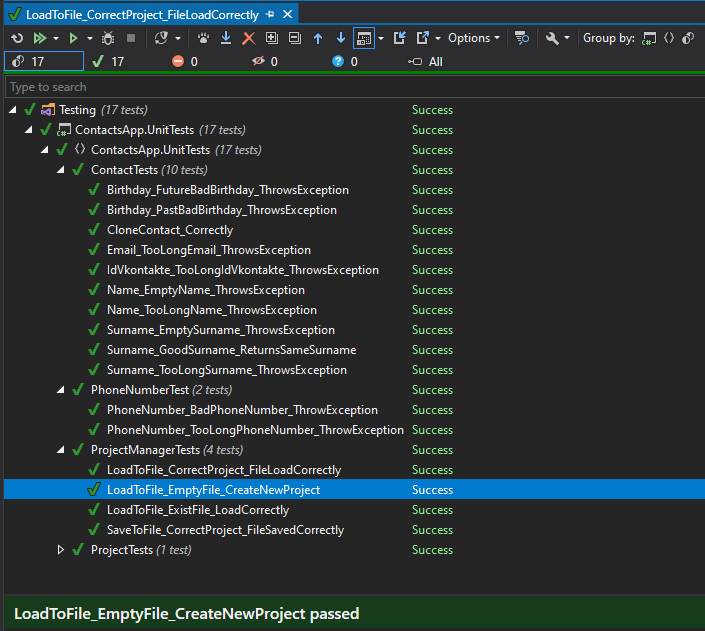 LoadToFile_CorrectProject_FileLoadCorrectly
Options Group by:
17 17 0 0 0 All
Type to search
Testing (17 tests) Success
ContactsApp.UnitTests (17 tests) Success
ContactsApp.UnitTests (17 tests) Success
ContactTests (10 tests) Success
Birthday_FutureBadBirthday_ThrowsException Success
Birthday_PastBadBirthday_ThrowsException Success
CloneContact_Correctly Success
Email_TooLongEmail_ThrowsException Success
IdVkontakte_TooLongIdVkontakte_ThrowsException Success
Name_EmptyName_ThrowsException Success
Name_TooLongName_ThrowsException Success
Surname_EmptySurname_ThrowsException Success
Surname_GoodSurname_ReturnsSameSurname Success
Surname_TooLongSurname_ThrowsException Success
PhoneNumberTest (2 tests) Success
PhoneNumber_BadPhoneNumber_ThrowException Success
PhoneNumber_TooLongPhoneNumber_ThrowException Success
ProjectManagerTests (4 tests) Success
LoadToFile_CorrectProject_FileLoadCorrectly Success
LoadToFile_EmptyFile_CreateNewProject Success
LoadToFile_ExistFile_LoadCorrectly Success
SaveToFile_CorrectProject_FileSavedCorrectly Success
ProjectTests (1 test) Success
LoadToFile_EmptyFile_CreateNewProject passed